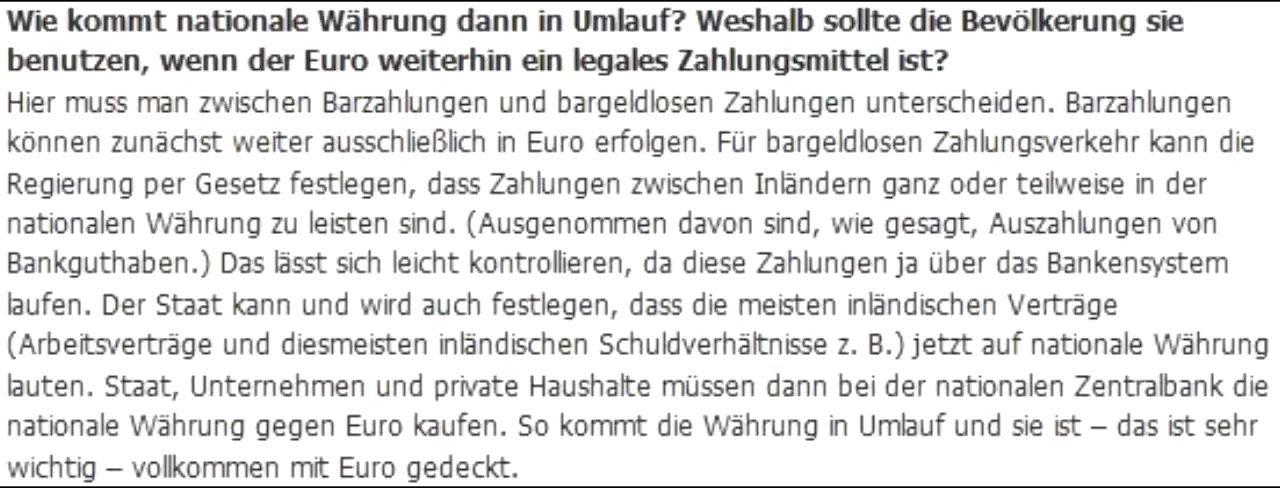 Wie kommt nationale Währung dann in Umlauf? Weshalb sollte die Bevölkerung sie
benutzen, wenn der Euro weiterhin ein legales Zahlungsmittel ist?
Hier muss man zwischen Barzahlungen und bargeldlosen Zahlungen unterscheiden. Barzahlungen
können zunächst weiter ausschließlich in Euro erfolgen. Für bargeldlosen Zahlungsverkehr kann die
Regierung per Gesetz festlegen, dass Zahlungen zwischen Inländern ganz oder teilweise in der
nationalen Währung zu leisten sind. (Ausgenommen davon sind, wie gesagt, Auszahlungen von
Bankguthaben.) Das lässt sich leicht kontrollieren, da diese Zahlungen ja über das Bankensystem
laufen. Der Staat kann und wird auch festlegen, dass die meisten inländischen Verträge
(Arbeitsverträge und diesmeisten inländischen Schuldverhältnisse z. B.) jetzt auf nationale Währung
lauten. Staat, Unternehmen und private Haushalte müssen dann bei der nationalen Zentralbank die
nationale Währung gegen Euro kaufen. So kommt die Währung in Umlauf und sie ist – das ist sehr
wichtig – vollkommen mit Euro gedeckt.